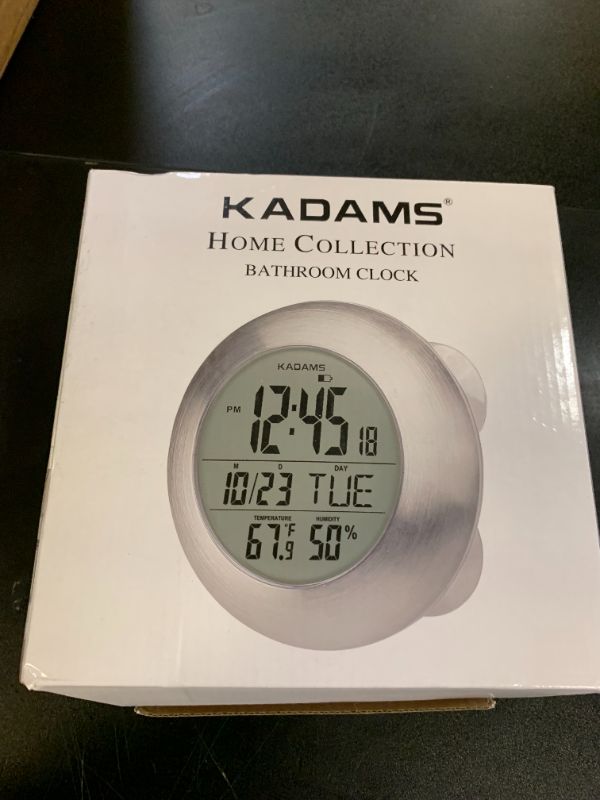 KADAMS®
HOME COLLECTION
BATHROOM CLOCK
KADAMS
PM 12:45 18
M D DAY
10/23 TUE
TEMPERATURE HUMIDITY
67.9°F 50%